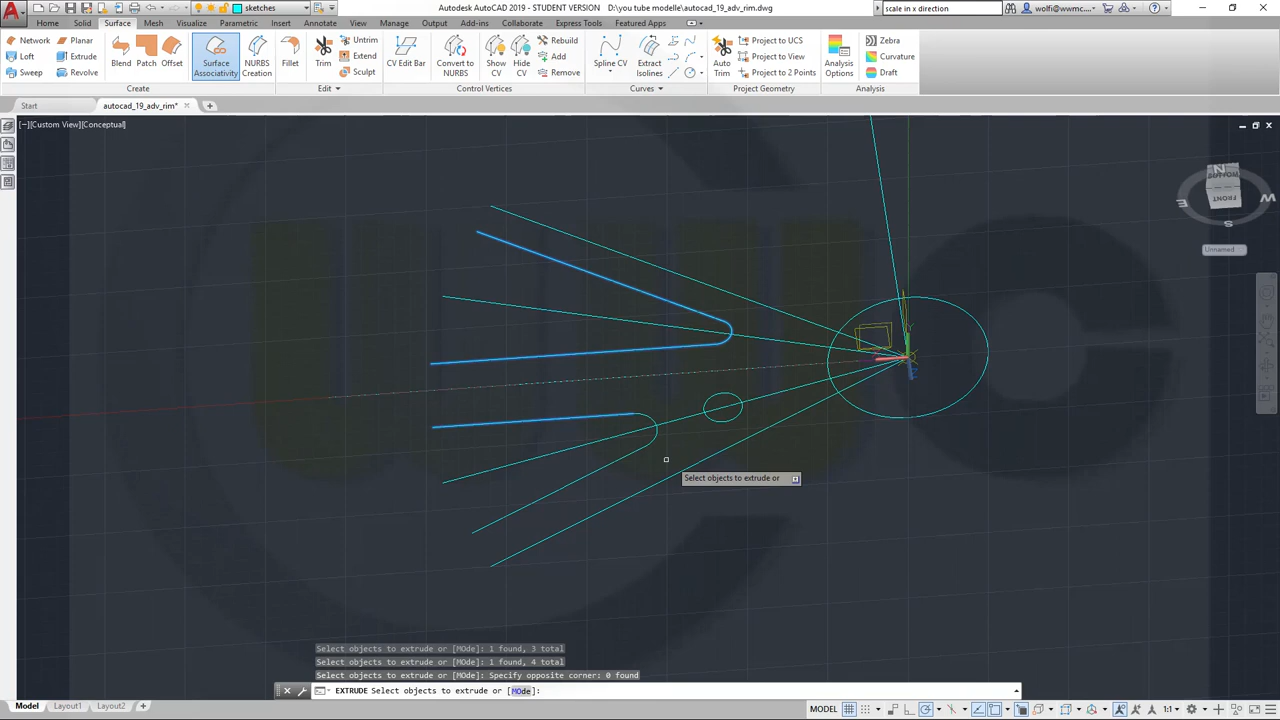 Autodesk AutoCAD 2019 - STUDENT VERSION D:\you tube modelle\autocad_19_adv_rim.dwg
sketches
scale in x direction
wolfi@wwmc...
Home Solid Surface Mesh Visualize Parametric Insert Annotate View Manage Output Add-ins Collaborate Express Tools Featured Apps
Network Planar
Loft Extrude
Sweep Revolve
Blend Patch Offset
Surface
Associativity
NURBS
Creation
Fillet
Trim
Untrim
Extend
Sculpt
CV Edit Bar
Convert to
NURBS
Show
CV
Hide
CV
Rebuild
Add
Remove
Spline CV
Extract
Isolines
Auto
Trim
Project to UCS
Project to View
Project to 2 Points
Analysis
Options
Zebra
Curvature
Draft
Create
Edit
Control Vertices
Curves
Project Geometry
Analysis
Start
autocad_19_adv_rim*
[−][Custom View][Conceptual]
N
BOTTOM
FRONT
E
W
S
Unnamed
Y
Select objects to extrude or
Select objects to extrude or [MOde]: 1 found, 3 total
Select objects to extrude or [MOde]: 1 found, 4 total
Select objects to extrude or [MOde]: Specify opposite corner: 0 found
EXTRUDE Select objects to extrude or [MOde]:
Model Layout1 Layout2
MODEL
1:1